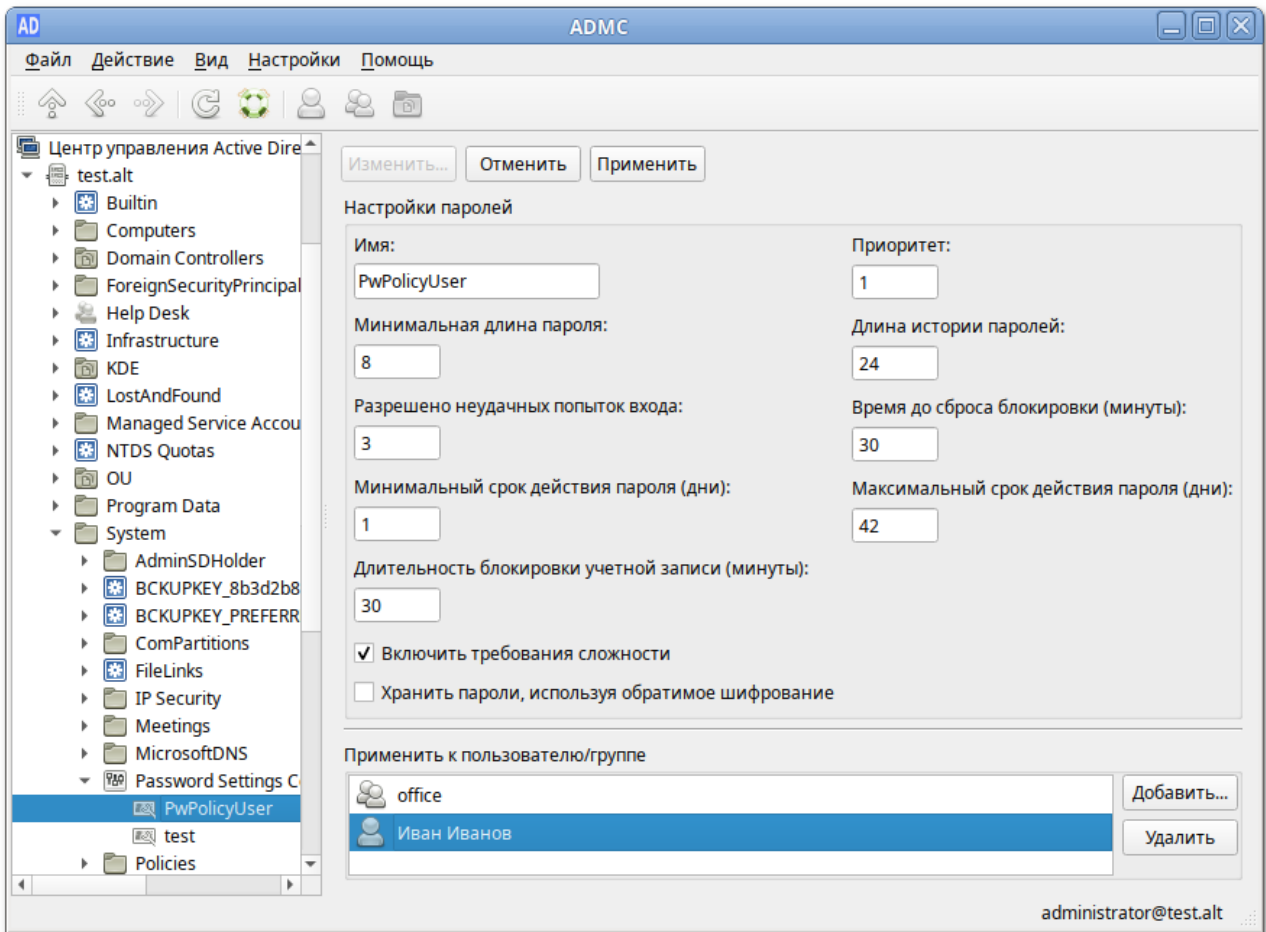 AD
ADMC
Файл Действие Вид Настройки Помощь
Центр управления Active Dire
test.alt
Builtin
Computers
Domain Controllers
ForeignSecurityPrincipal
Help Desk
Infrastructure
KDE
LostAndFound
Managed Service Accou
NTDS Quotas
OU
Program Data
System
AdminSDHolder
BCKUPKEY_8b3d2b8
BCKUPKEY_PREFERR
ComPartitions
FileLinks
IP Security
Meetings
MicrosoftDNS
Password Settings C
PwPolicyUser
test
Policies
Изменить... Отменить Применить
Настройки паролей
Имя: Приоритет:
PwPolicyUser 1
Минимальная длина пароля: Длина истории паролей:
8 24
Разрешено неудачных попыток входа: Время до сброса блокировки (минуты):
3 30
Минимальный срок действия пароля (дни): Максимальный срок действия пароля (дни):
1 42
Длительность блокировки учетной записи (минуты):
30
Включить требования сложности
Хранить пароли, используя обратимое шифрование
Применить к пользователю/группе
office Добавить...
Иван Иванов Удалить
administrator@test.alt